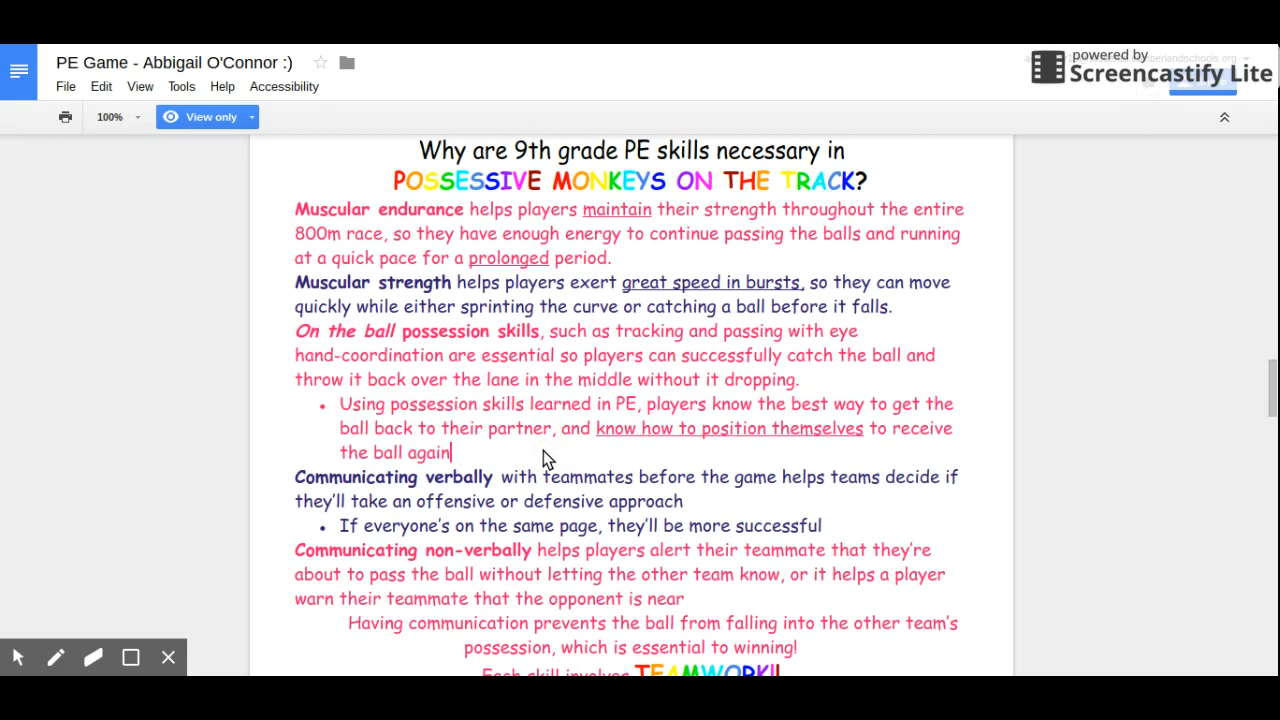 powered by
Screencastify Lite
PE Game - Abbigail O'Connor :)
File Edit View Tools Help Accessibility
100% View only
Why are 9th grade PE skills necessary in
POSSESSIVE MONKEYS ON THE TRACK?
Muscular endurance helps players maintain their strength throughout the entire
800m race, so they have enough energy to continue passing the balls and running
at a quick pace for a prolonged period.
Muscular strength helps players exert great speed in bursts, so they can move
quickly while either sprinting the curve or catching a ball before it falls.
On the ball possession skills, such as tracking and passing with eye
hand-coordination are essential so players can successfully catch the ball and
throw it back over the lane in the middle without it dropping.
• Using possession skills learned in PE, players know the best way to get the
ball back to their partner, and know how to position themselves to receive
the ball again
Communicating verbally with teammates before the game helps teams decide if
they'll take an offensive or defensive approach
• If everyone's on the same page, they'll be more successful
Communicating non-verbally helps players alert their teammate that they're
about to pass the ball without letting the other team know, or it helps a player
warn their teammate that the opponent is near
Having communication prevents the ball from falling into the other team's
possession, which is essential to winning!
Each skill involves TEAMWORK!!